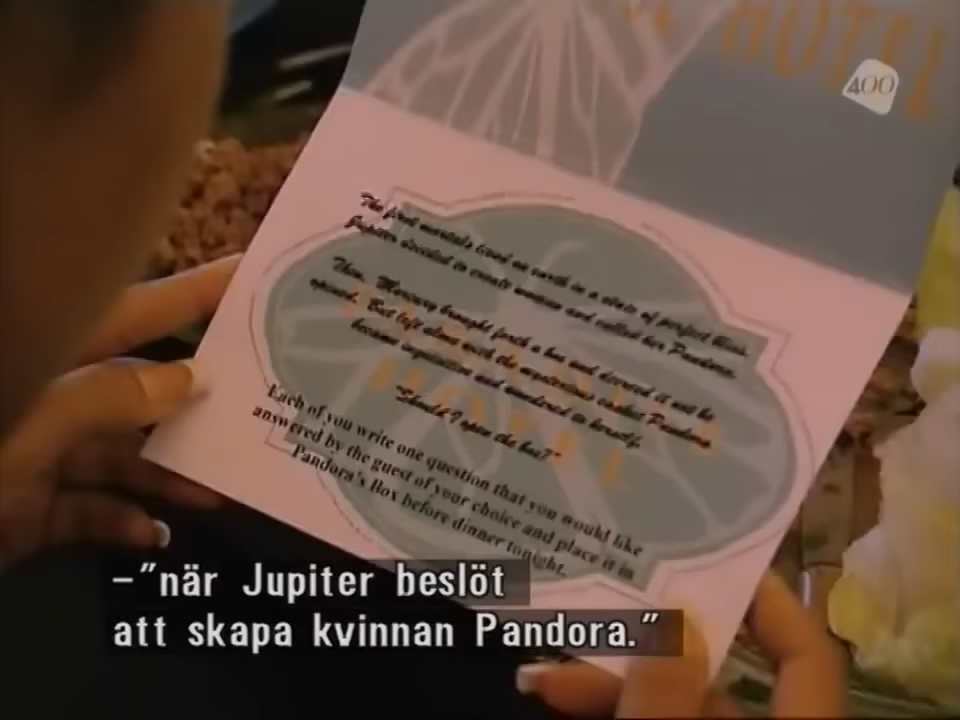 HOTEL
400
The first mortals lived on earth in a state of perfect bliss.
Jupiter decided to create woman and called her Pandora.
Then, Mercury brought forth a box and decreed it not be
opened. But left alone with the mysterious casket Pandora
became inquisitive and wondered to herself,
"Should I open the box?"
Each of you write one question that you would like
answered by the guest of your choice and place it in
Pandora's Box before dinner tonight.
–"när Jupiter beslöt
att skapa kvinnan Pandora."